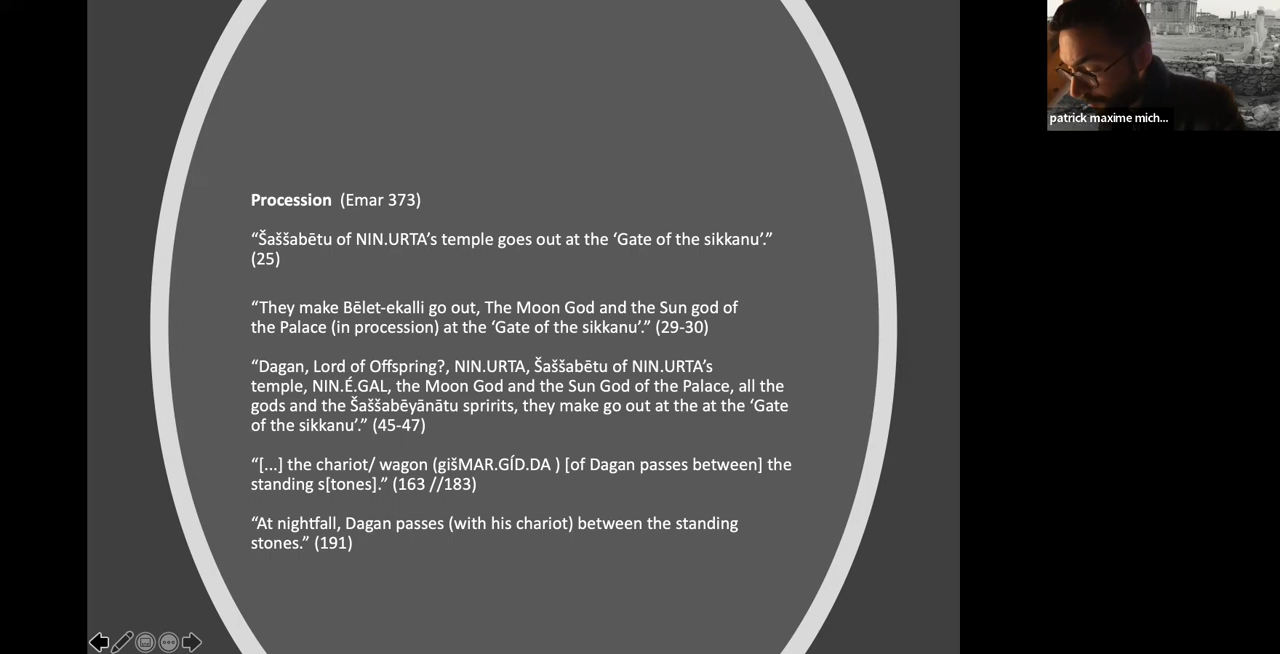 Procession (Emar 373)
“Šaššabētu of NIN.URTA’s temple goes out at the ‘Gate of the sikkanu’.”
(25)
“They make Bēlet-ekalli go out, The Moon God and the Sun god of
the Palace (in procession) at the ‘Gate of the sikkanu’.” (29-30)
“Dagan, Lord of Offspring?, NIN.URTA, Šaššabētu of NIN.URTA’s
temple, NIN.É.GAL, the Moon God and the Sun God of the Palace, all the
gods and the Šaššabēyānātu spririts, they make go out at the at the ‘Gate
of the sikkanu’.” (45-47)
“[...] the chariot/ wagon (gišMAR.GÍD.DA ) [of Dagan passes between] the
standing s[tones].” (163 //183)
“At nightfall, Dagan passes (with his chariot) between the standing
stones.” (191)
patrick maxime mich...